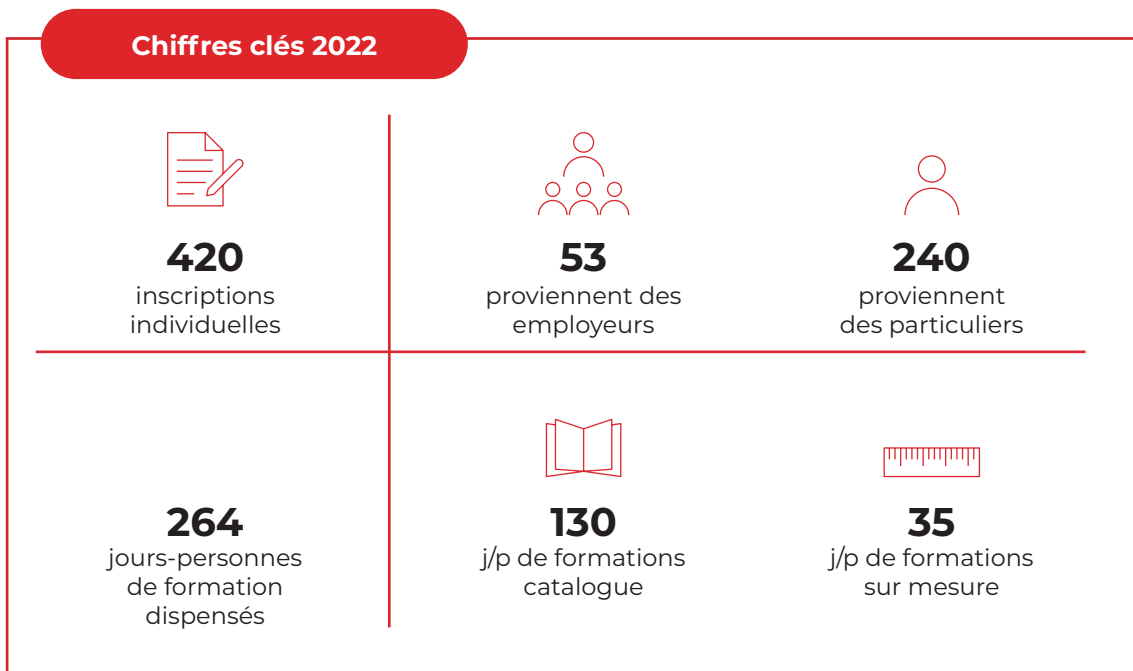 Chiffres clés 2022
420
inscriptions
individuelles
53
proviennent des
employeurs
240
proviennent
des particuliers
264
jours-personnes
de formation
dispensés
130
j/p de formations
catalogue
35
j/p de formations
sur mesure